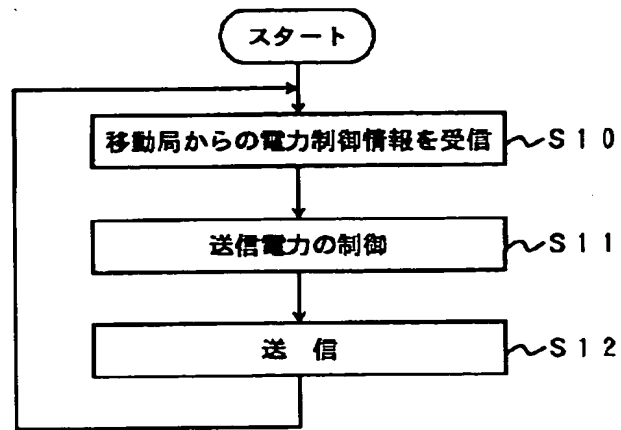 スタート
移動局からの電力制御情報を受信
S10
送信電力の制御
S11
送 信
S12